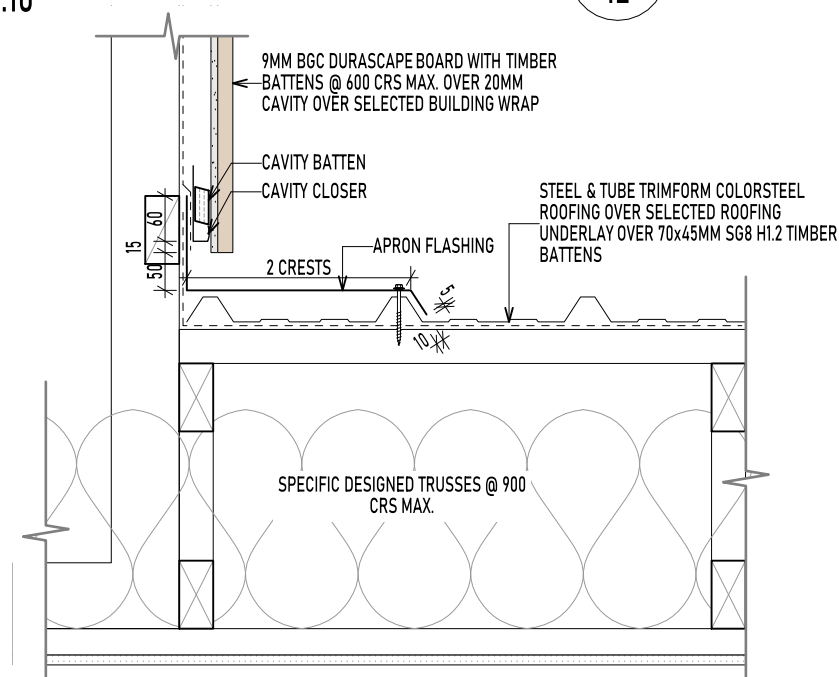 9MM BGC DURASCAPE BOARD WITH TIMBER
BATTENS @ 600 CRS MAX. OVER 20MM
CAVITY OVER SELECTED BUILDING WRAP
CAVITY BATTEN
CAVITY CLOSER
STEEL & TUBE TRIMFORM COLORSTEEL
ROOFING OVER SELECTED ROOFING
UNDERLAY OVER 70x45MM SG8 H1.2 TIMBER
BATTENS
60
15
50
APRON FLASHING
2 CRESTS
5
10
SPECIFIC DESIGNED TRUSSES @ 900
CRS MAX.